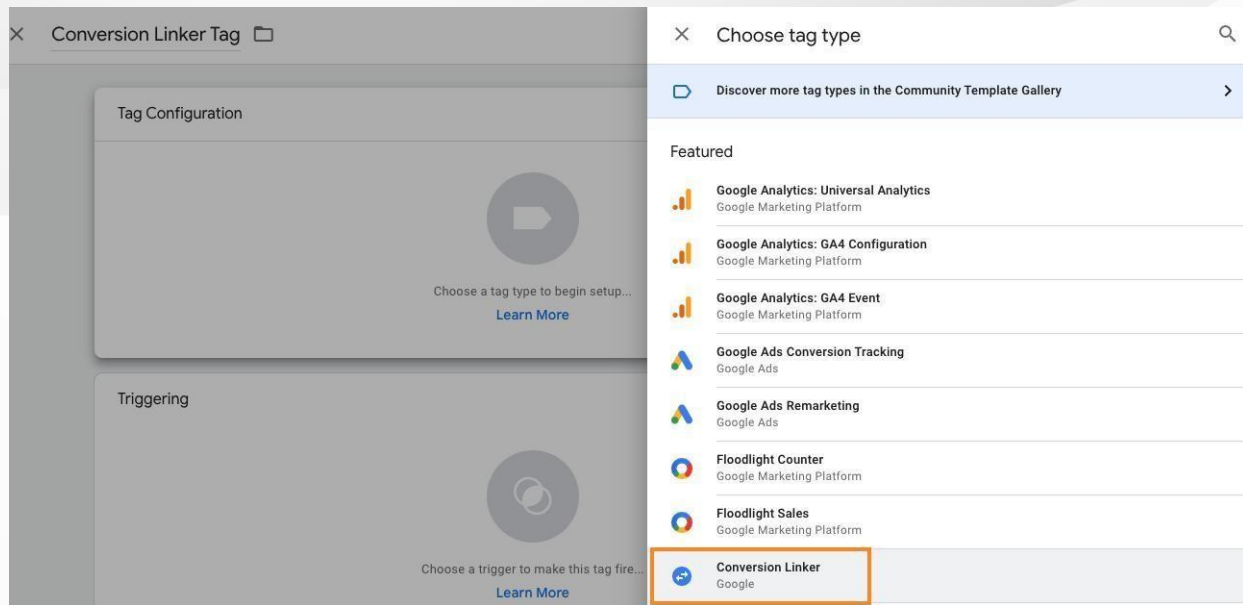 Conversion Linker Tag
Tag Configuration
Choose a tag type to begin setup...
Learn More
Triggering
Choose a trigger to make this tag fire...
Learn More
Choose tag type
Discover more tag types in the Community Template Gallery
Featured
Google Analytics: Universal Analytics
Google Marketing Platform
Google Analytics: GA4 Configuration
Google Marketing Platform
Google Analytics: GA4 Event
Google Marketing Platform
Google Ads Conversion Tracking
Google Ads
Google Ads Remarketing
Google Ads
Floodlight Counter
Google Marketing Platform
Floodlight Sales
Google Marketing Platform
Conversion Linker
Google